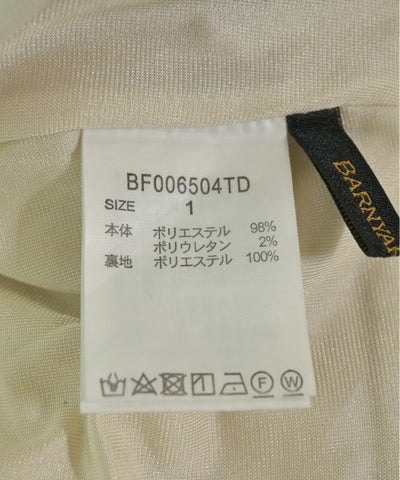 BF006504TD
SIZE 1
本体 ポリエステル 98%
ポリウレタン 2%
裏地 ポリエステル 100%
F W